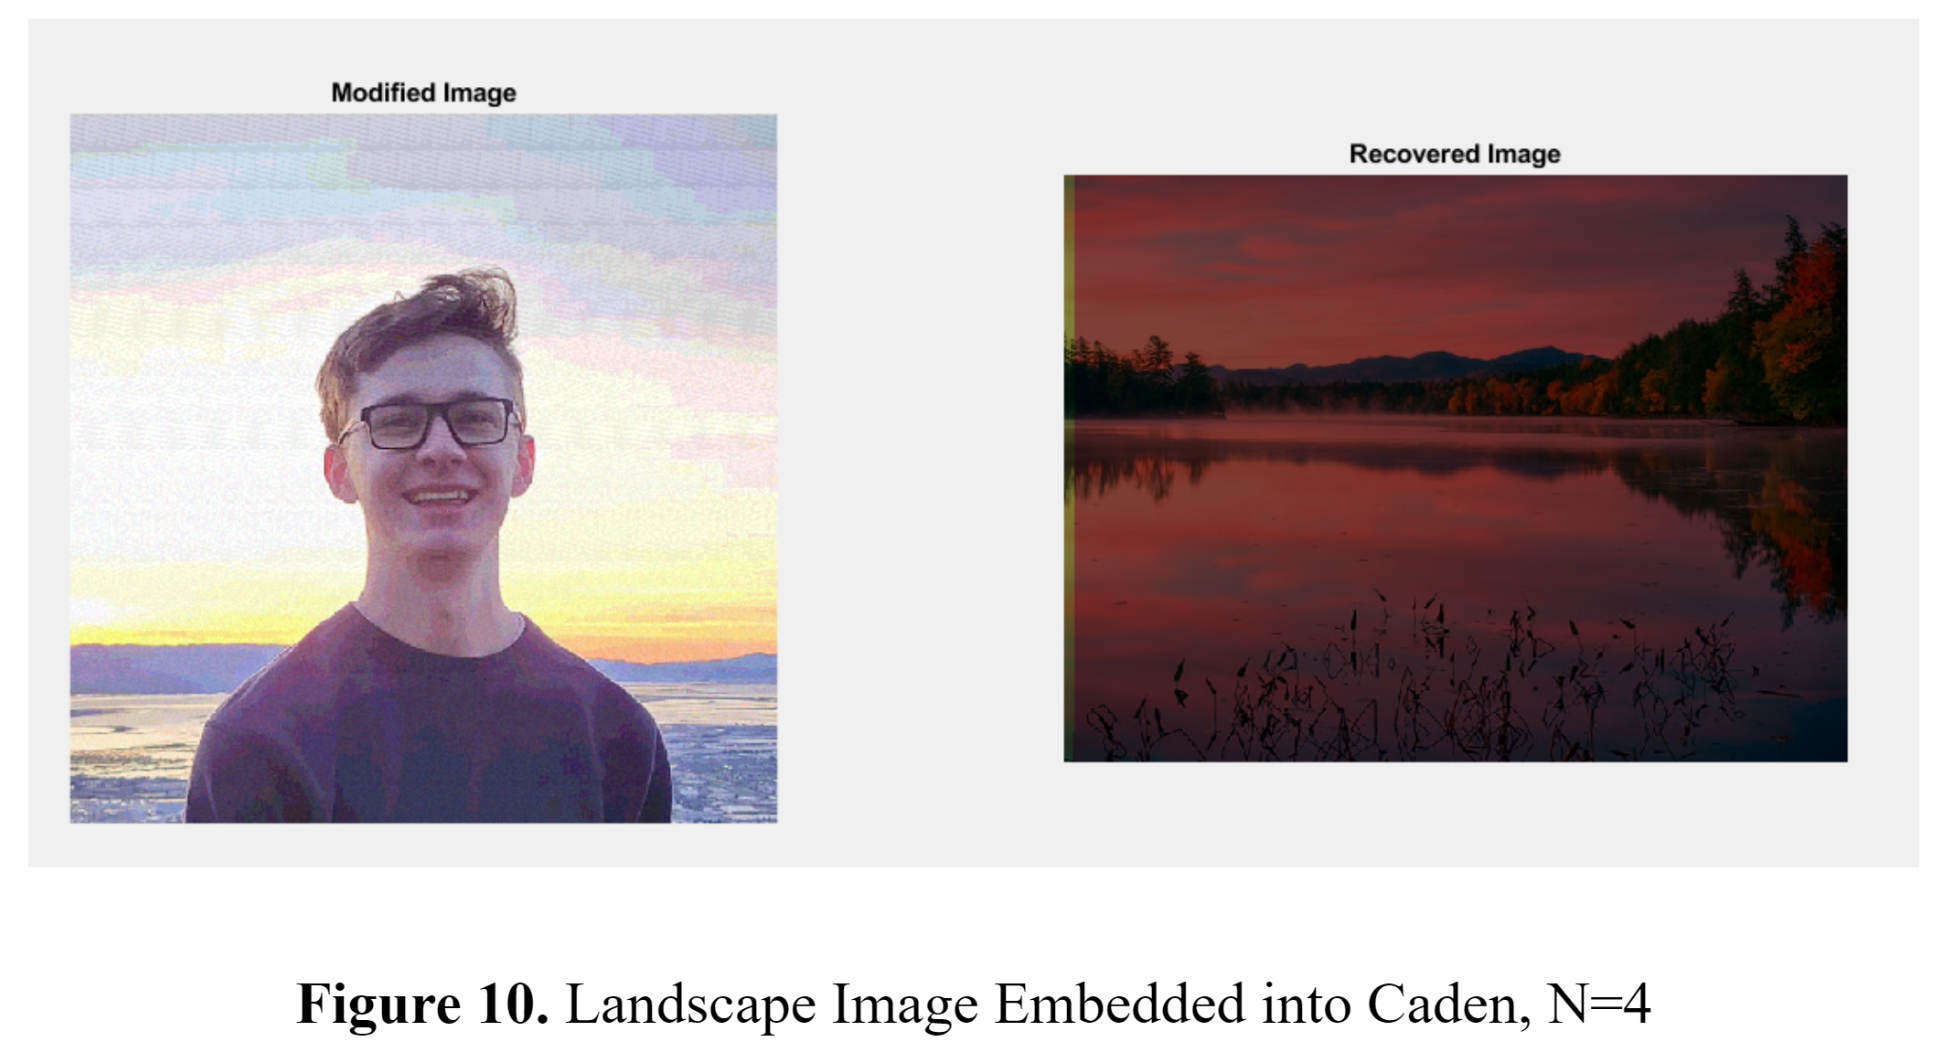 Modified Image
Recovered Image
Figure 10. Landscape Image Embedded into Caden, N=4